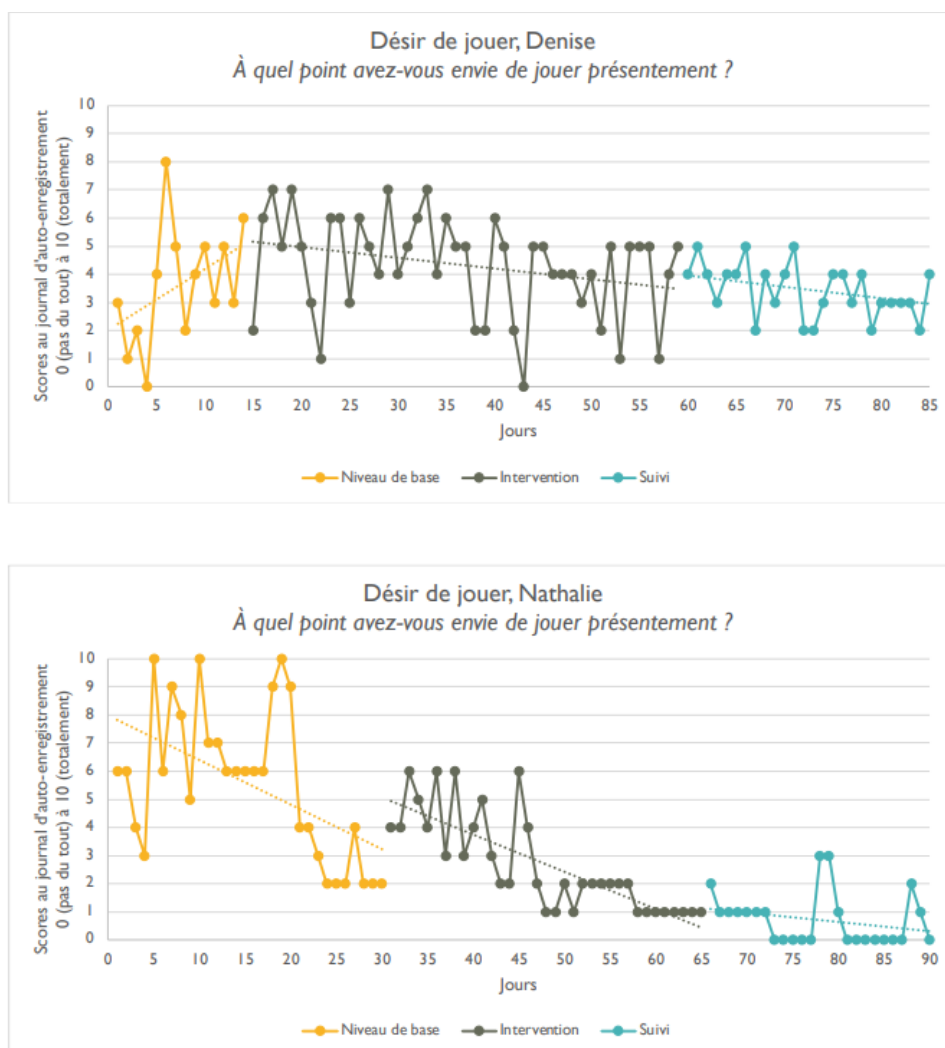 Désir de jouer, Denise
À quel point avez-vous envie de jouer présentement ?
Scores au journal d'auto-enregistrement
0 (pas du tout) à 10 (totalement)
10
9
8
7
6
5
4
3
2
1
0
0 5 10 15 20 25 30 35 40 45 50 55 60 65 70 75 80 85
Jours
Niveau de base Intervention Suivi
Désir de jouer, Nathalie
À quel point avez-vous envie de jouer présentement ?
Scores au journal d'auto-enregistrement
0 (pas du tout) à 10 (totalement)
10
9
8
7
6
5
4
3
2
1
0
0 5 10 15 20 25 30 35 40 45 50 55 60 65 70 75 80 85 90
Jours
Niveau de base Intervention Suivi